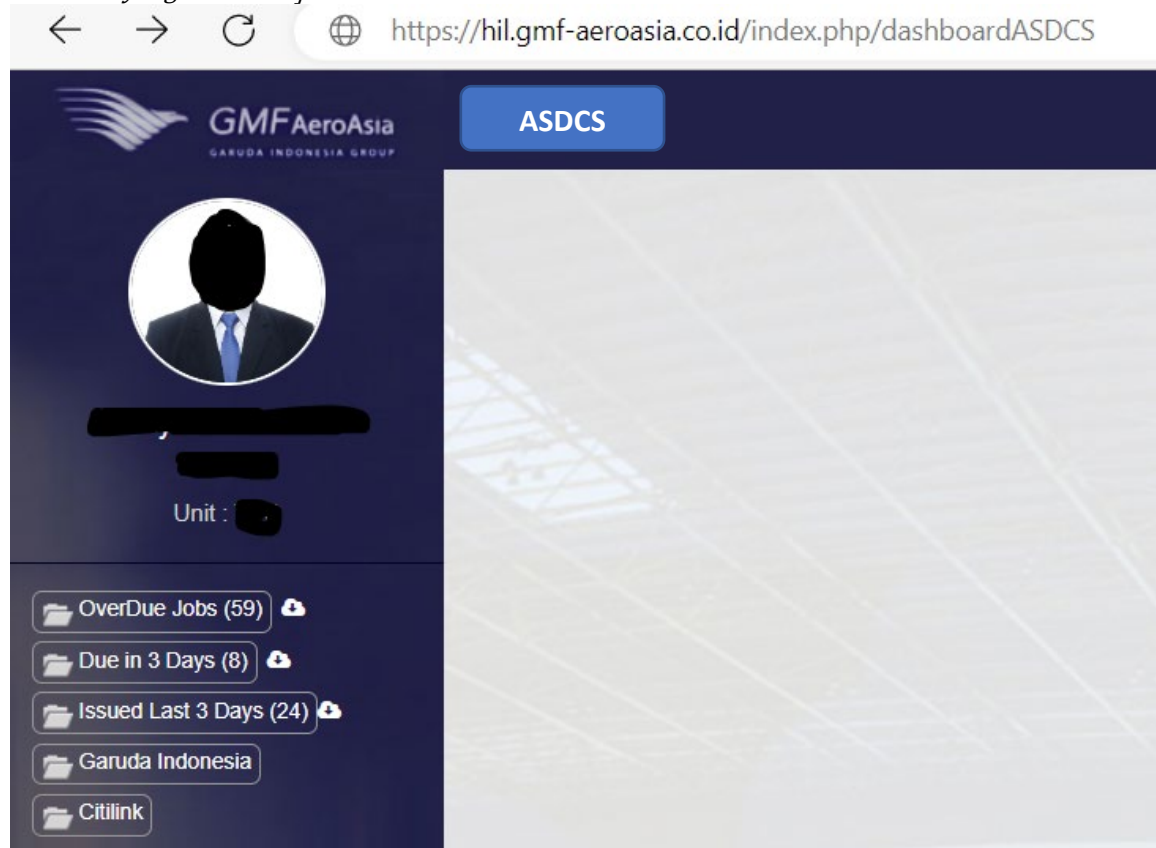 https://hil.gmf-aeroasia.co.id/index.php/dashboardASDCS
GMF AeroAsia
GARUDA INDONESIA GROUP
ASDCS
Unit :
OverDue Jobs (59)
Due in 3 Days (8)
Issued Last 3 Days (24)
Garuda Indonesia
Citilink